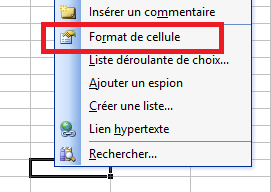 Insérer un commentaire
Format de cellule
Liste déroulante de choix...
Ajouter un espion
Créer une liste...
Lien hypertexte
Rechercher...